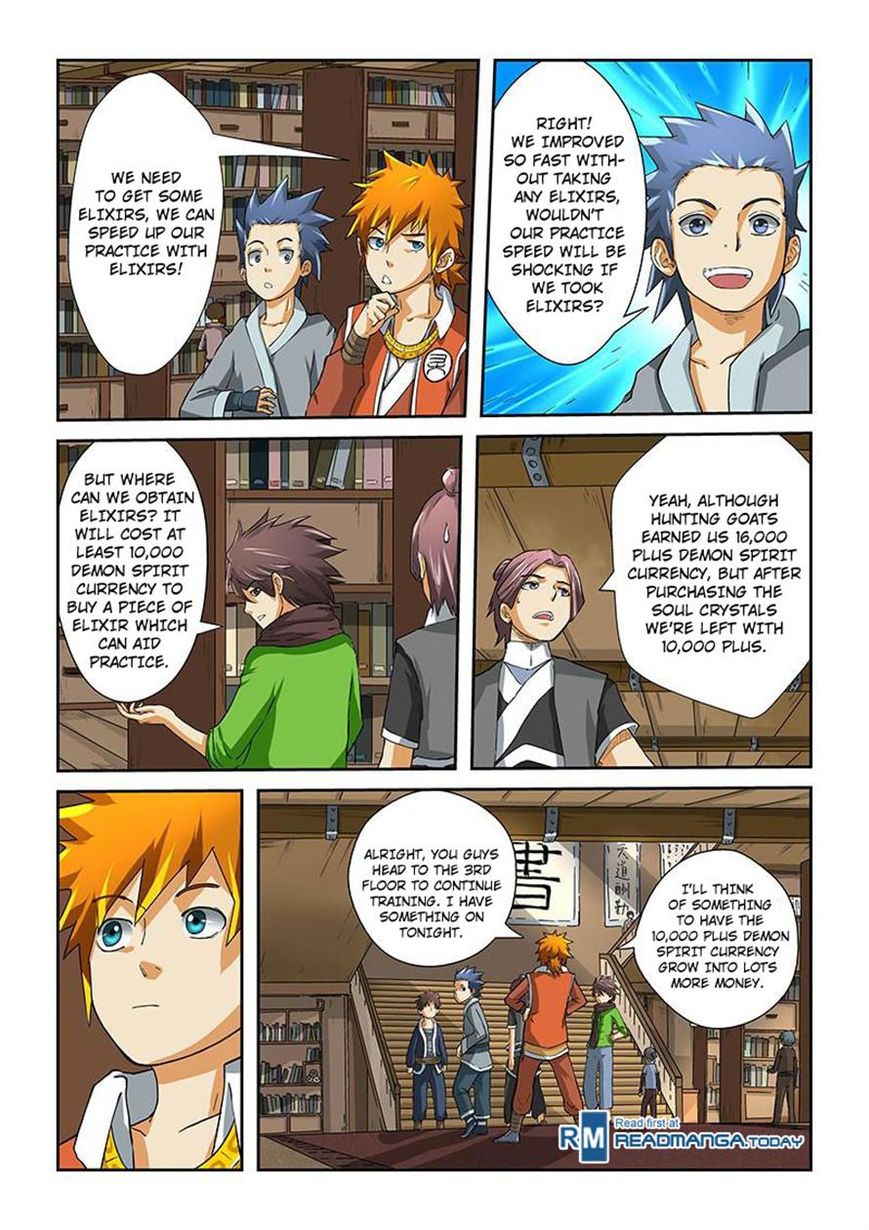 WE NEED
TO GET SOME
ELIXIRS, WE CAN
SPEED UP OUR
PRACTICE WITH
ELIXIRS!
RIGHT!
WE IMPROVED
SO FAST WITH-
OUT TAKING
ANY ELIXIRS,
WOULDN'T
OUR PRACTICE
SPEED WILL BE
SHOCKING IF
WE TOOK
ELIXIRS?
灵
BUT WHERE
CAN WE OBTAIN
ELIXIRS? IT
WILL COST AT
LEAST 10,000
DEMON SPIRIT
CURRENCY TO
BUY A PIECE OF
ELIXIR WHICH
CAN AID
PRACTICE.
YEAH, ALTHOUGH
HUNTING GOATS
EARNED US 16,000
PLUS DEMON SPIRIT
CURRENCY, BUT AFTER
PURCHASING THE
SOUL CRYSTALS
WE'RE LEFT WITH
10,000 PLUS.
ALRIGHT, YOU GUYS
HEAD TO THE 3RD
FLOOR TO CONTINUE
TRAINING. I HAVE
SOMETHING ON
TONIGHT.
書
天道酬勤
I'LL THINK
OF SOMETHING
TO HAVE THE
10,000 PLUS DEMON
SPIRIT CURRENCY
GROW INTO LOTS
MORE MONEY.
RM
Read first at
READMANGA.TODAY